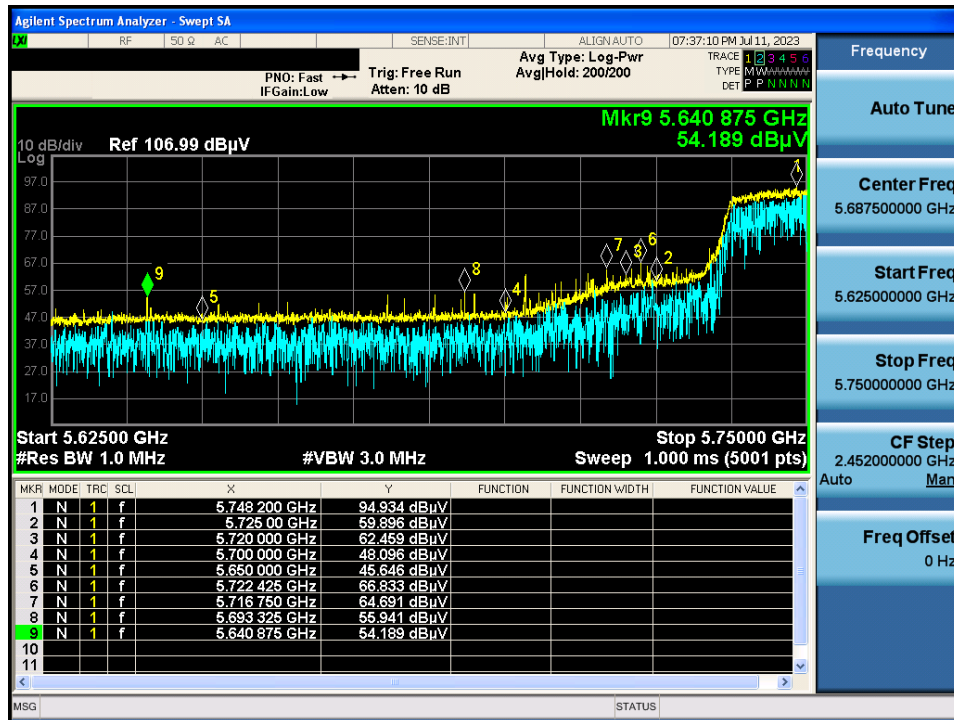 Agilent Spectrum Analyzer - Swept SA
LXI RF 50 Ω AC SENSE:INT ALIGN AUTO 07:37:10 PM Jul 11, 2023
Frequency
PNO: Fast Trig: Free Run Avg Type: Log-Pwr TRACE 1 2 3 4 5 6
IFGain:Low Atten: 10 dB Avg|Hold: 200/200 TYPE MWWWWW
DET P P N N N N
Auto Tune
Mkr9 5.640 875 GHz
54.189 dBµV
10 dB/div Ref 106.99 dBµV
Log
97.0
87.0
77.0
67.0
57.0
47.0
37.0
27.0
17.0
1
7 3 6 2
9 8
5 4
Center Freq
5.687500000 GHz
Start Freq
5.625000000 GHz
Stop Freq
5.750000000 GHz
Start 5.62500 GHz Stop 5.75000 GHz
#Res BW 1.0 MHz #VBW 3.0 MHz Sweep 1.000 ms (5001 pts)
CF Step
2.452000000 GHz
Auto Man
MKR MODE TRC SCL X Y FUNCTION FUNCTION WIDTH FUNCTION VALUE
1 N 1 f 5.748 200 GHz 94.934 dBµV
2 N 1 f 5.725 00 GHz 59.896 dBµV
3 N 1 f 5.720 000 GHz 62.459 dBµV
4 N 1 f 5.700 000 GHz 48.096 dBµV
5 N 1 f 5.650 000 GHz 45.646 dBµV
6 N 1 f 5.722 425 GHz 66.833 dBµV
7 N 1 f 5.716 750 GHz 64.691 dBµV
8 N 1 f 5.693 325 GHz 55.941 dBµV
9 N 1 f 5.640 875 GHz 54.189 dBµV
10
11
Freq Offset
0 Hz
MSG STATUS